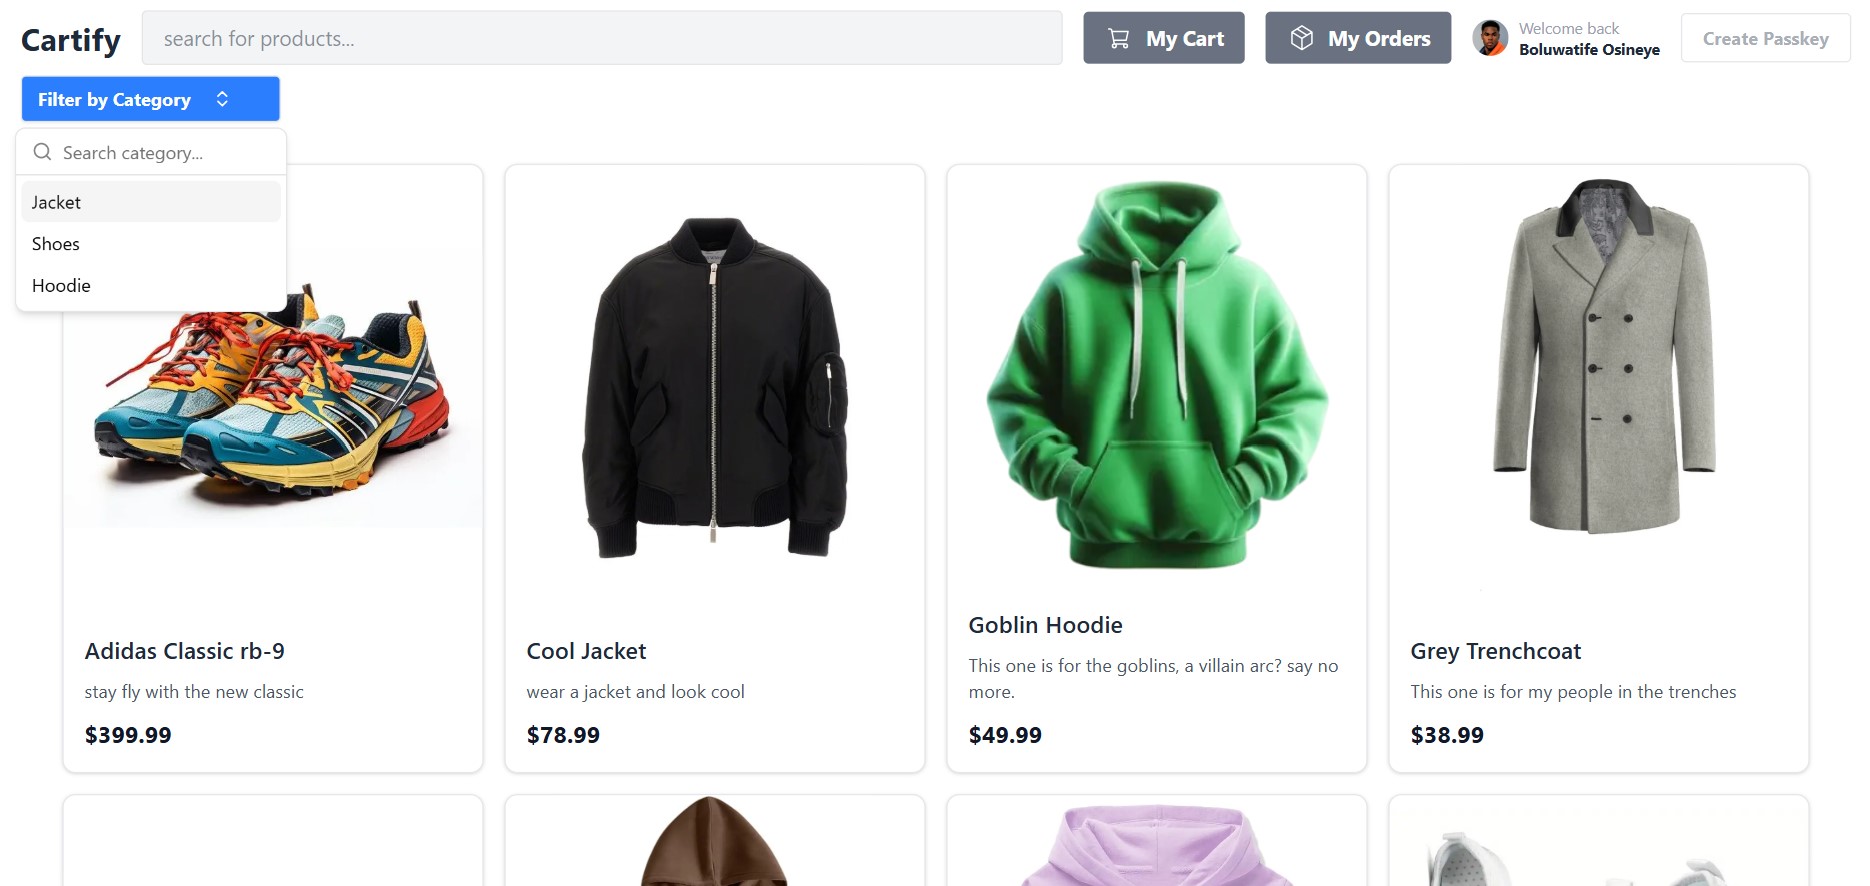 Cartify
search for products...
My Cart
My Orders
Welcome back
Boluwatife Osineye
Create Passkey
Filter by Category
Search category...
Jacket
Shoes
Hoodie
Adidas Classic rb-9
stay fly with the new classic
$399.99
Cool Jacket
wear a jacket and look cool
$78.99
Goblin Hoodie
This one is for the goblins, a villain arc? say no
more.
$49.99
Grey Trenchcoat
This one is for my people in the trenches
$38.99